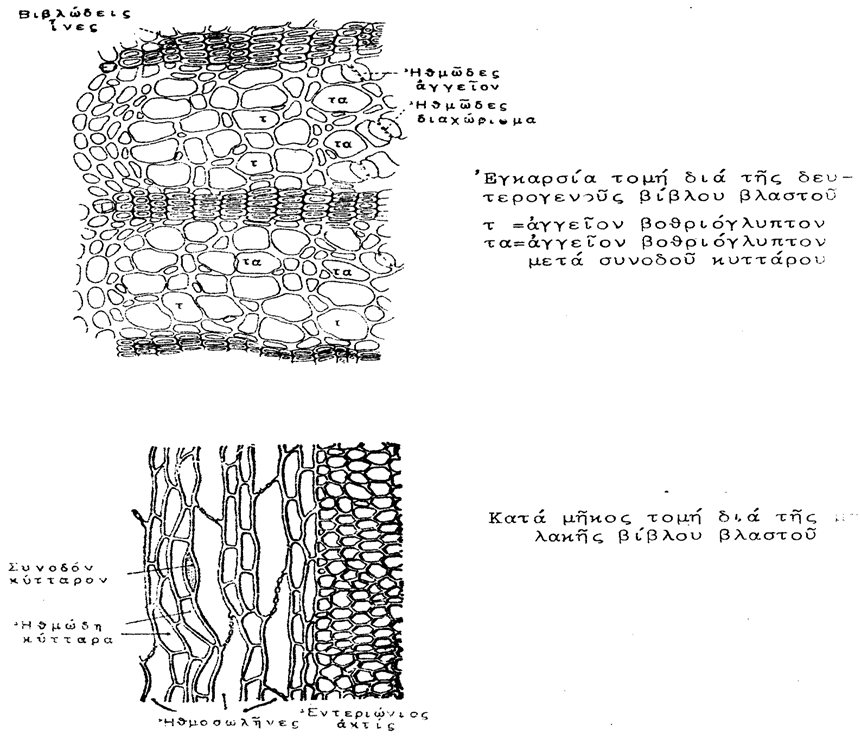 Βιβλώδεις
ἶνες
Ἠθμῶδες
ἀγγεῖον
Ἠθμῶδες
διαχώρισμα
τα
τ
τα
τ
Ἐγκαρσία τομή διά τῆς δευ-
τερογενοῦς βίβλου βλαστοῦ
τ =ἀγγεῖον βοθριόγλυπτον
τα=ἀγγεῖον βοθριόγλυπτον
μετά συνοδοῦ κυττάρου
τα
τα
τ
τ
Κατά μῆκος τομή διά τῆς
λακῆς βίβλου βλαστοῦ
Συνοδόν
κύτταρον
Ἠθμώδη
κύτταρα
Ἠθμοσωλῆνες
Ἐντεριώνιος
ἀκτίς